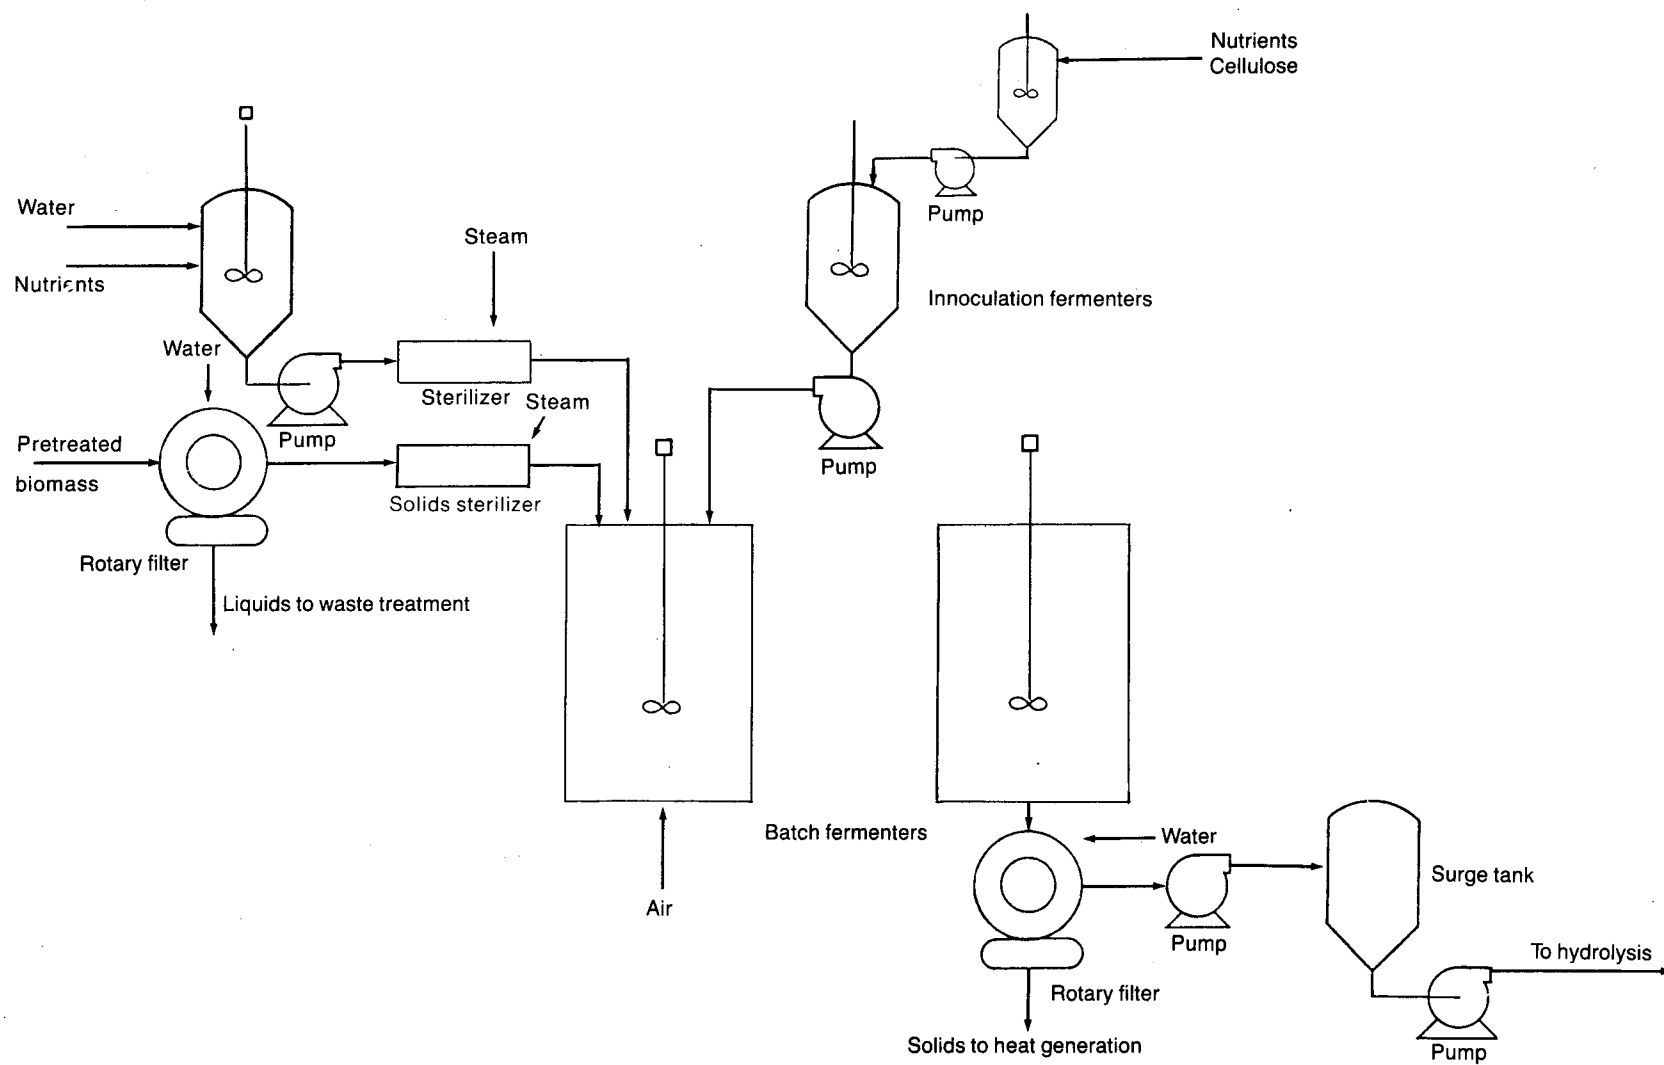 Nutrients
Cellulose
Water
Nutrients
Steam
Pump
Innoculation fermenters
Water
Sterilizer
Steam
Pump
Pretreated
biomass
Pump
Solids sterilizer
Rotary filter
Liquids to waste treatment
Batch fermenters
Water
Air
Surge tank
Pump
To hydrolysis
Rotary filter
Solids to heat generation
Pump